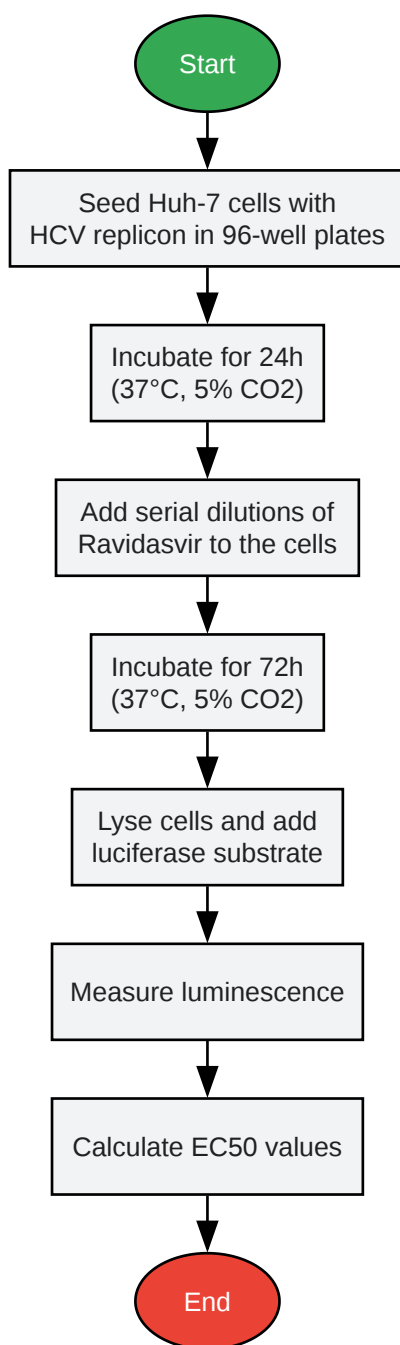 Start
Seed Huh-7 cells with
HCV replicon in 96-well plates
Incubate for 24h
(37°C, 5% CO2)
Add serial dilutions of
Ravidasvir to the cells
Incubate for 72h
(37°C, 5% CO2)
Lyse cells and add
luciferase substrate
Measure luminescence
Calculate EC50 values
End